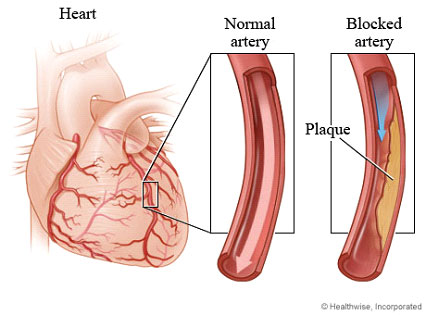 Heart
Normal
artery
Blocked
artery
Plaque
© Healthwise, Incorporated